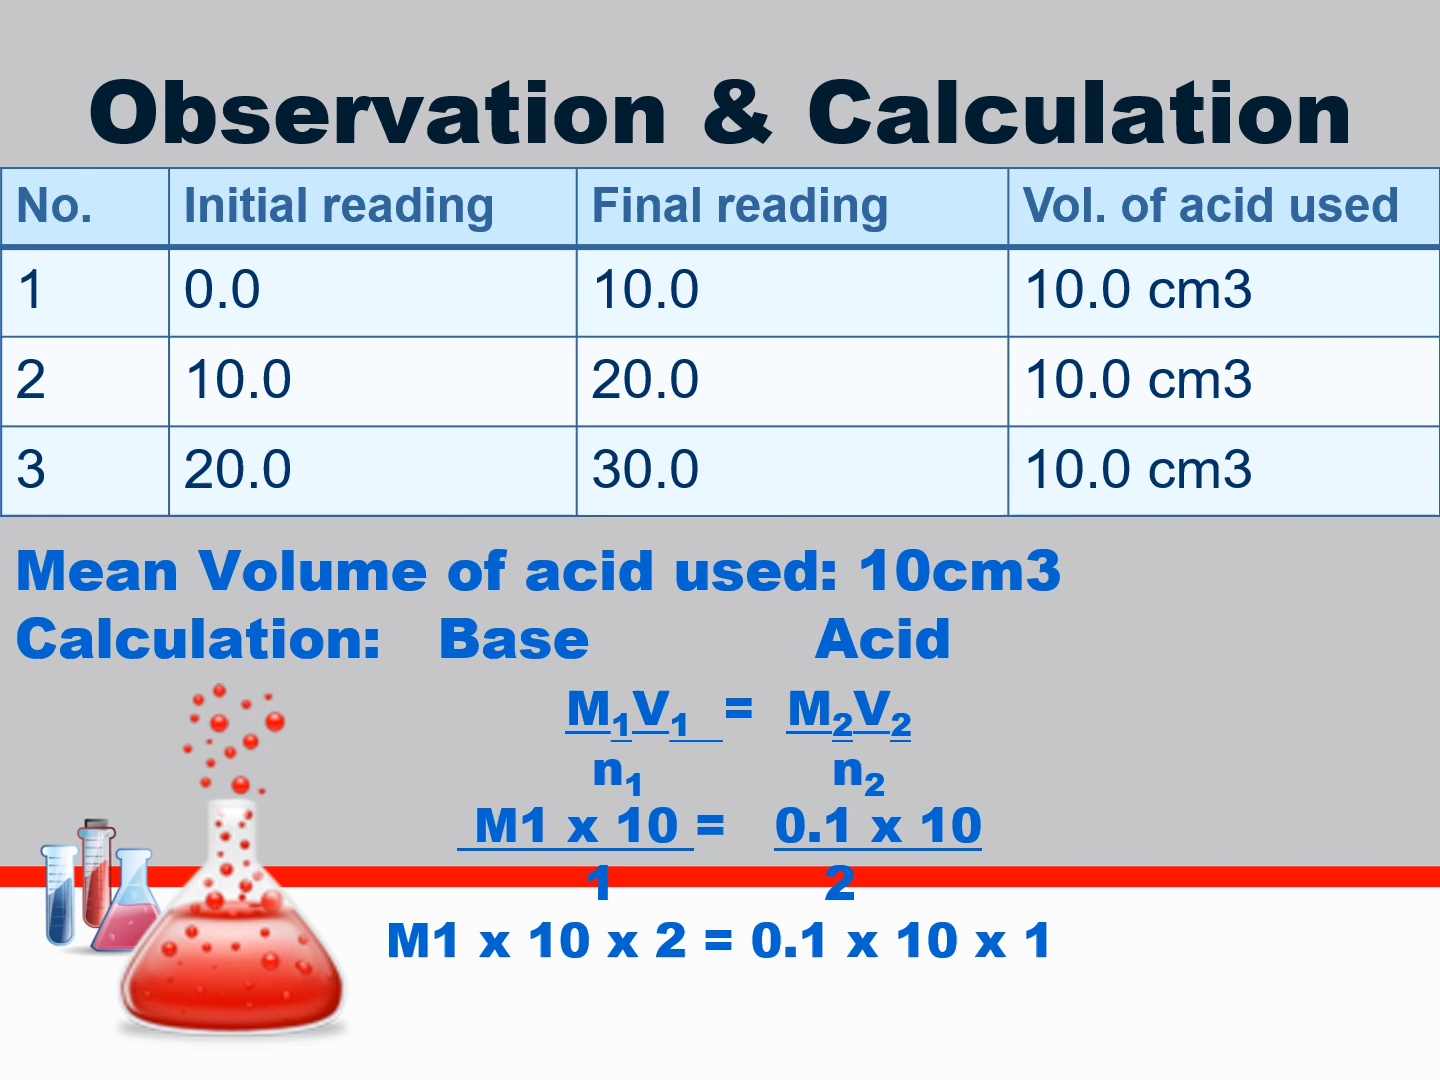 Observation & Calculation
No. Initial reading Final reading Vol. of acid used
1 0.0 10.0 10.0 cm3
2 10.0 20.0 10.0 cm3
3 20.0 30.0 10.0 cm3
Mean Volume of acid used: 10cm3
Calculation: Base Acid
M₁V₁ = M₂V₂
n₁ n₂
M1 x 10 = 0.1 x 10
1 2
M1 x 10 x 2 = 0.1 x 10 x 1